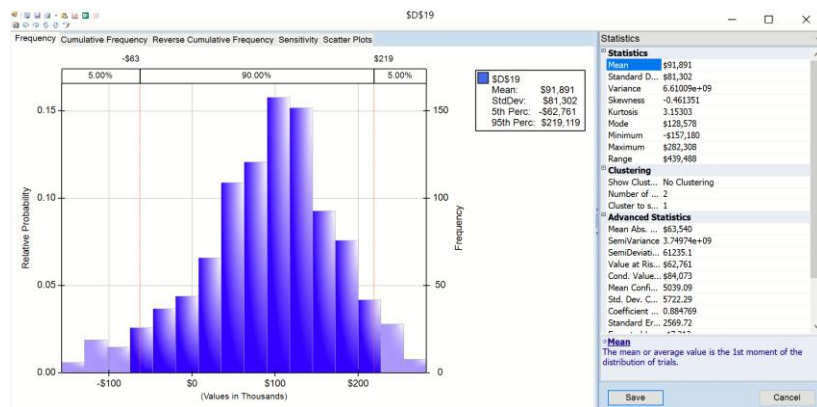 $D$19
Frequency Cumulative Frequency Reverse Cumulative Frequency Sensitivity Scatter Plots
-$63 $219
5.00% 90.00% 5.00%
$D$19
Mean: $91,891
StdDev: $81,302
5th Perc: -$62,761
95th Perc: $219,119
0.15
0.10
0.05
0.00
Relative Probability
150
100
50
0
Frequency
-$100 $0 $100 $200
(Values in Thousands)
Statistics
Statistics
Mean $91,891
Standard D... $81,302
Variance 6.61009e+09
Skewness -0.461351
Kurtosis 3.15303
Mode $128,578
Minimum -$157,180
Maximum $282,308
Range $439,488
Clustering
Show Clust... No Clustering
Number of ... 2
Cluster to s... 1
Advanced Statistics
Mean Abs. ... $63,540
SemiVariance 3.74974e+09
SemiDeviati... 61235.1
Value at Ris... $62,761
Cond. Value... $84,073
Mean Confi... 5039.09
Std. Dev. C... 5722.29
Coefficient ... 0.884769
Standard Er... 2569.72
Mean
The mean or average value is the 1st moment of the
distribution of trials.
Save Cancel